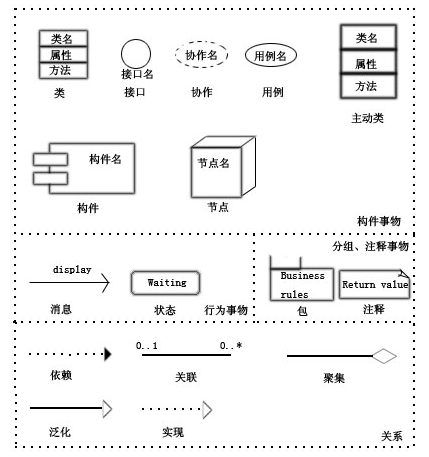 类名
属性
方法
类
接口名
接口
协作名
协作
用例名
用例
类名
属性
方法
主动类
构件名
构件
节点名
节点
构件事物
display
消息
Waiting
状态
行为事物
分组、注释事物
Business
rules
包
Return value
注释
依赖
0..1
0..*
关联
聚集
泛化
实现
关系